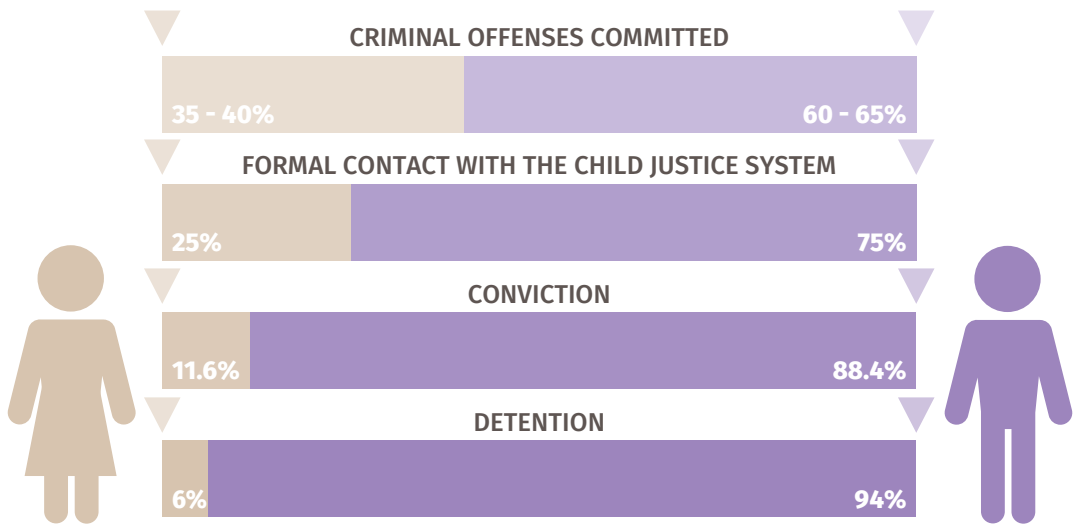 CRIMINAL OFFENSES COMMITTED
35 - 40% 60 - 65%
FORMAL CONTACT WITH THE CHILD JUSTICE SYSTEM
25% 75%
CONVICTION
11.6% 88.4%
DETENTION
6% 94%